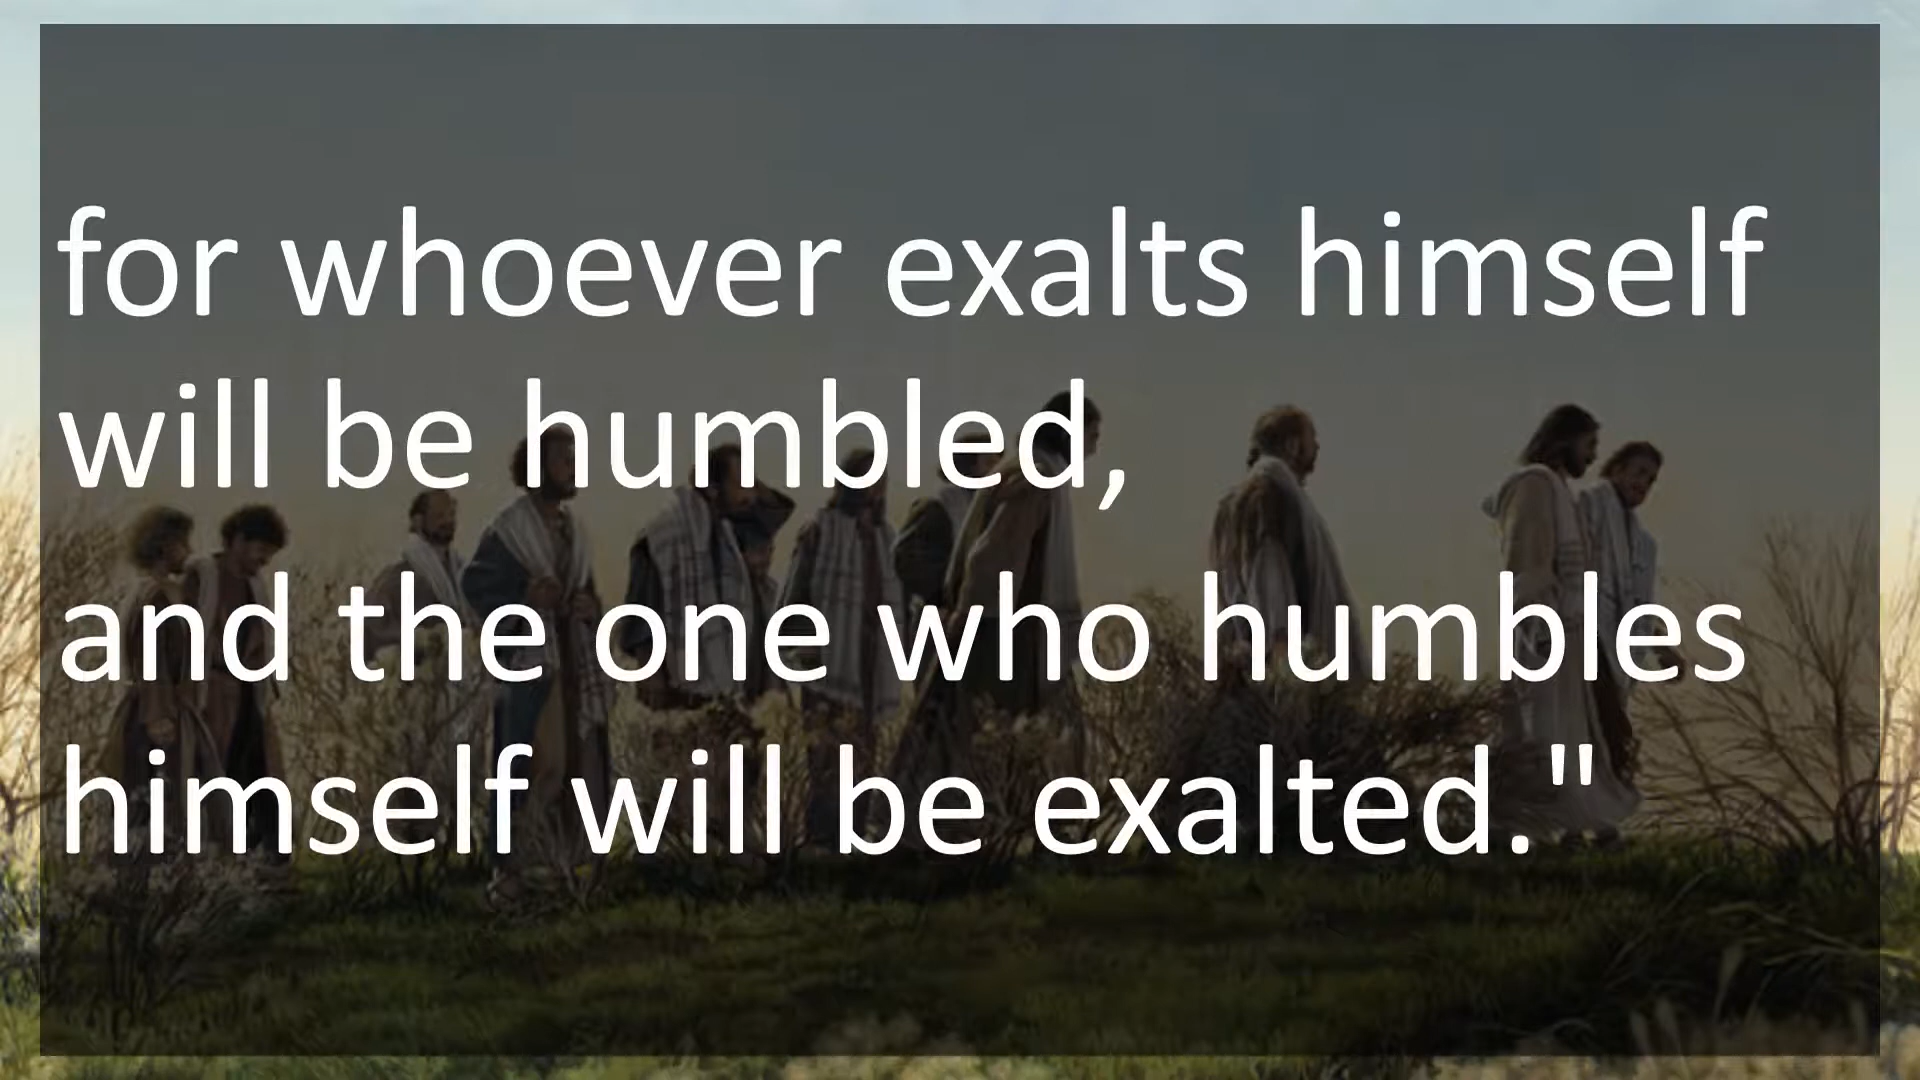 for whoever exalts himself
will be humbled,
and the one who humbles
himself will be exalted."